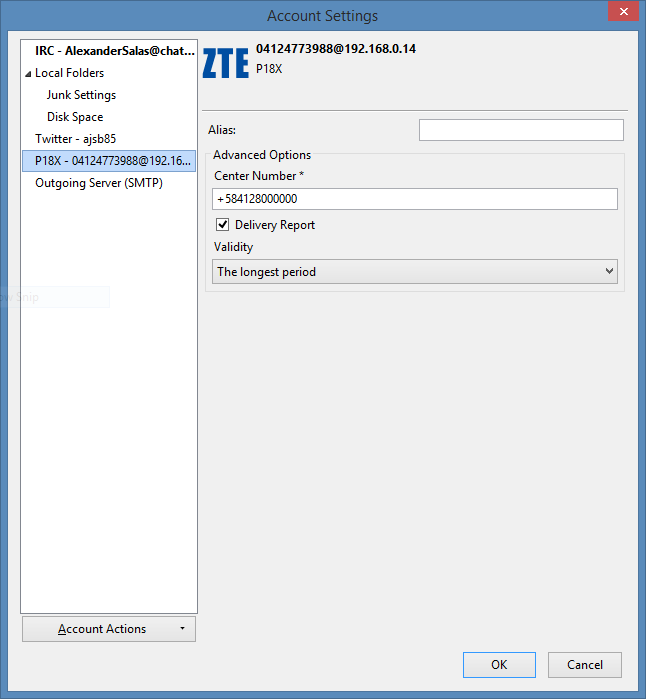 Account Settings
IRC - AlexanderSalas@chat...
Local Folders
Junk Settings
Disk Space
Twitter - ajsb85
P18X - 04124773988@192.16...
Outgoing Server (SMTP)
Account Actions
ZTE
04124773988@192.168.0.14
P18X
Alias:
Advanced Options
Center Number *
+584128000000
Delivery Report
Validity
The longest period
Snip
OK
Cancel